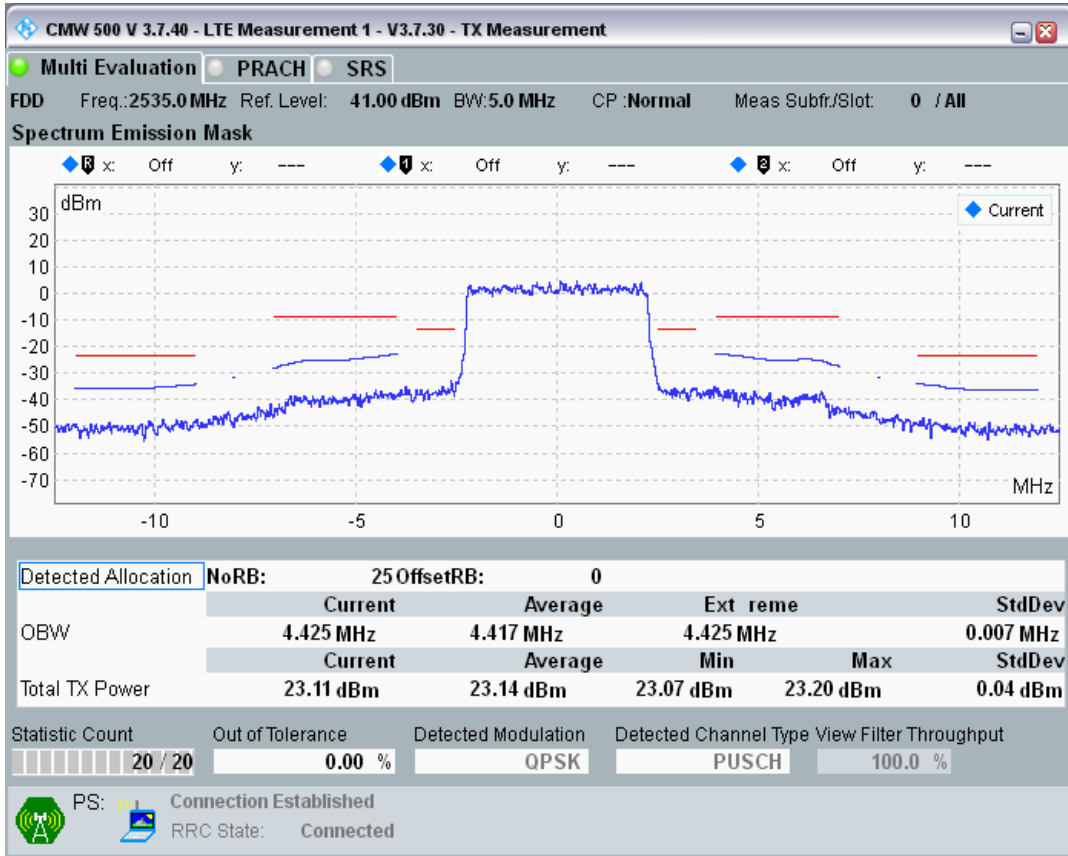 CMW 500 V 3.7.40 - LTE Measurement 1 - V3.7.30 - TX Measurement
Multi Evaluation PRACH SRS
FDD Freq.:2535.0 MHz Ref. Level: 41.00 dBm BW:5.0 MHz CP :Normal Meas Subfr./Slot: 0 / All
Spectrum Emission Mask
R x: Off y: --- 1 x: Off y: --- 2 x: Off y: ---
dBm
Current
30
20
10
0
-10
-20
-30
-40
-50
-60
-70
MHz
-10 -5 0 5 10
Detected Allocation NoRB: 25 OffsetRB: 0
Current Average Ext reme StdDev
OBW 4.425 MHz 4.417 MHz 4.425 MHz 0.007 MHz
Current Average Min Max StdDev
Total TX Power 23.11 dBm 23.14 dBm 23.07 dBm 23.20 dBm 0.04 dBm
Statistic Count Out of Tolerance Detected Modulation Detected Channel Type View Filter Throughput
20 / 20 0.00 % QPSK PUSCH 100.0 %
PS: Connection Established
RRC State: Connected